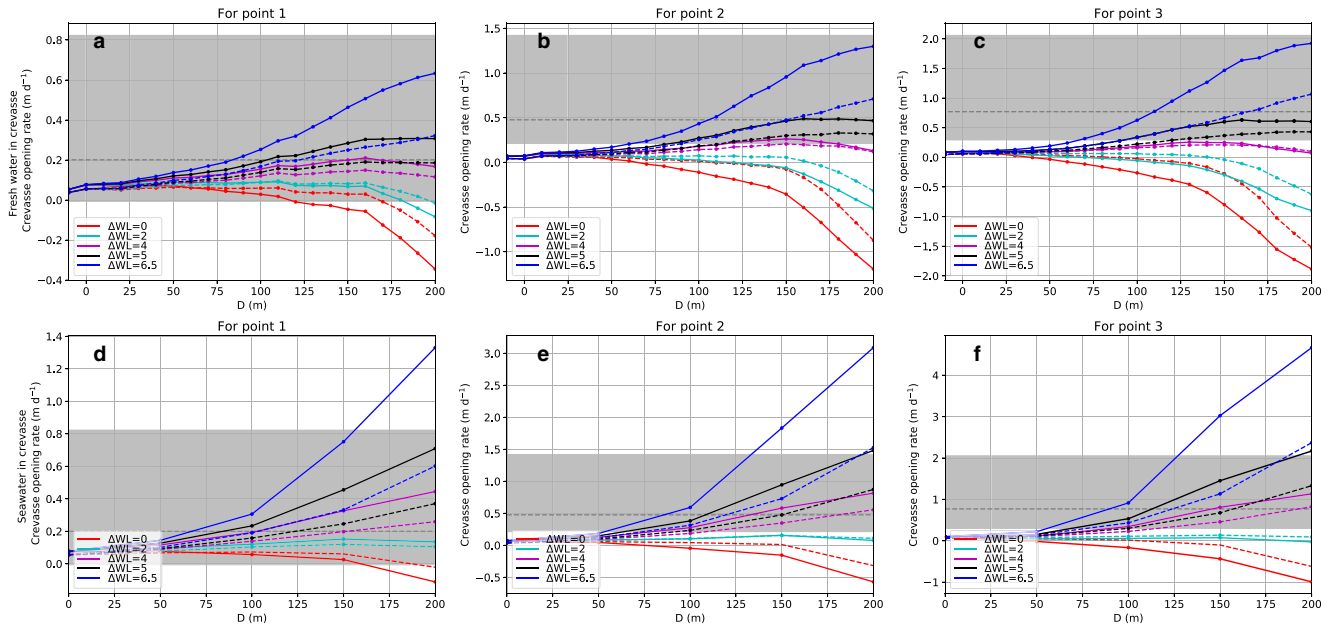 For point 1
a
Fresh water in crevasse
Crevasse opening rate (m d⁻¹)
0.8
0.6
0.4
0.2
0.0
−0.2
−0.4
ΔWL=0
ΔWL=2
ΔWL=4
ΔWL=5
ΔWL=6.5
0 25 50 75 100 125 150 175 200
D (m)
For point 2
b
Crevasse opening rate (m d⁻¹)
1.5
1.0
0.5
0.0
−0.5
−1.0
ΔWL=0
ΔWL=2
ΔWL=4
ΔWL=5
ΔWL=6.5
0 25 50 75 100 125 150 175 200
D (m)
For point 3
c
Crevasse opening rate (m d⁻¹)
2.0
1.5
1.0
0.5
0.0
−0.5
−1.0
−1.5
−2.0
ΔWL=0
ΔWL=2
ΔWL=4
ΔWL=5
ΔWL=6.5
0 25 50 75 100 125 150 175 200
D (m)
For point 1
d
Seawater in crevasse
Crevasse opening rate (m d⁻¹)
1.4
1.2
1.0
0.8
0.6
0.4
0.2
0.0
ΔWL=0
ΔWL=2
ΔWL=4
ΔWL=5
ΔWL=6.5
0 25 50 75 100 125 150 175 200
D (m)
For point 2
e
Crevasse opening rate (m d⁻¹)
3.0
2.5
2.0
1.5
1.0
0.5
0.0
−0.5
ΔWL=0
ΔWL=2
ΔWL=4
ΔWL=5
ΔWL=6.5
0 25 50 75 100 125 150 175 200
D (m)
For point 3
f
Crevasse opening rate (m d⁻¹)
4
3
2
1
0
−1
ΔWL=0
ΔWL=2
ΔWL=4
ΔWL=5
ΔWL=6.5
0 25 50 75 100 125 150 175 200
D (m)